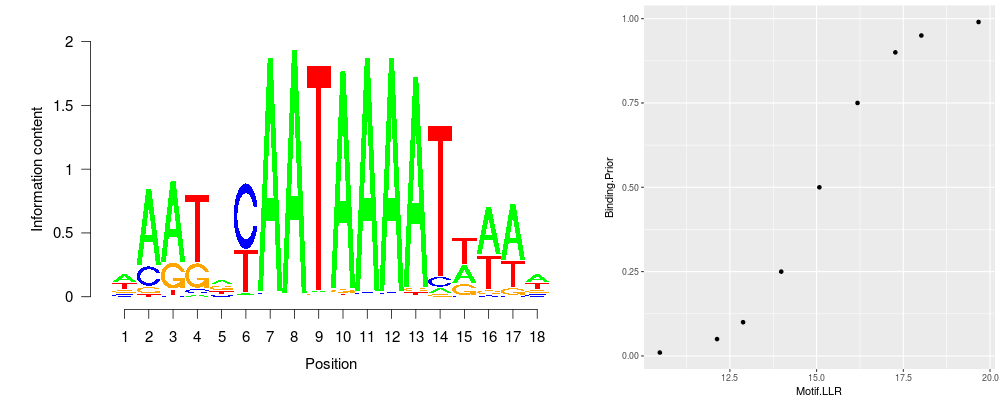 Information content
2
1.5
1
0.5
0
A A T C A A T A A A A T T A A A
C G G T A T T
1 2 3 4 5 6 7 8 9 10 11 12 13 14 15 16 17 18
Position
Binding.Prior
1.00
0.75
0.50
0.25
0.00
12.5 15.0 17.5 20.0
Motif.LLR